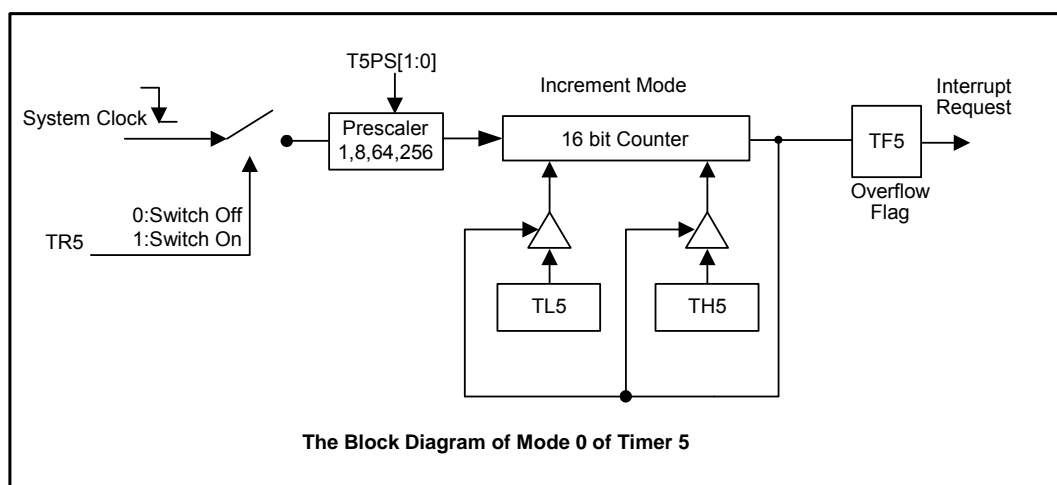 T5PS[1:0]
Increment Mode
Interrupt
Request
System Clock
Prescaler
1,8,64,256
16 bit Counter
TF5
Overflow
Flag
0:Switch Off
1:Switch On
TR5
TL5
TH5
The Block Diagram of Mode 0 of Timer 5